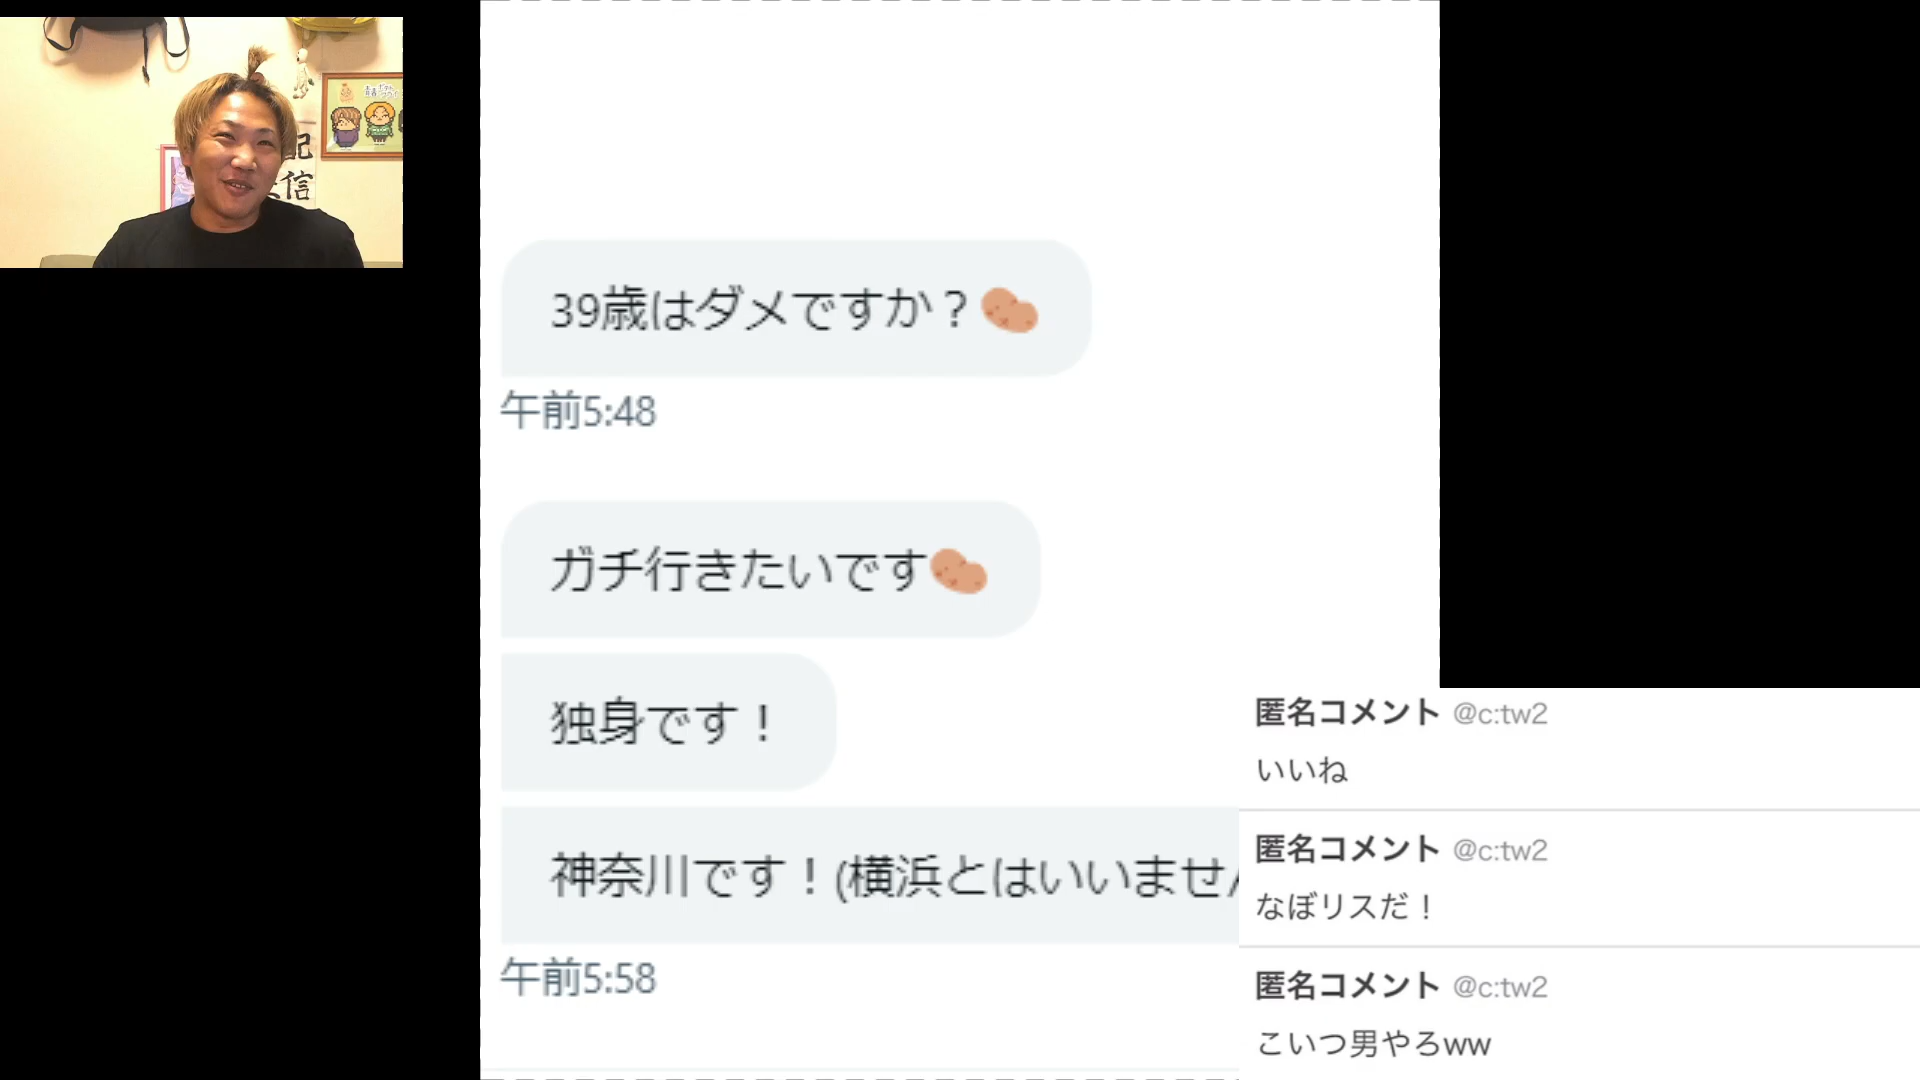 配
信
39歳はダメですか？🥔
午前5:48
ガチ行きたいです🥔
独身です！
神奈川です！(横浜とはいいません
午前5:58
匿名コメント @c:tw2
いいね
匿名コメント @c:tw2
なぼリスだ！
匿名コメント @c:tw2
こいつ男やろww